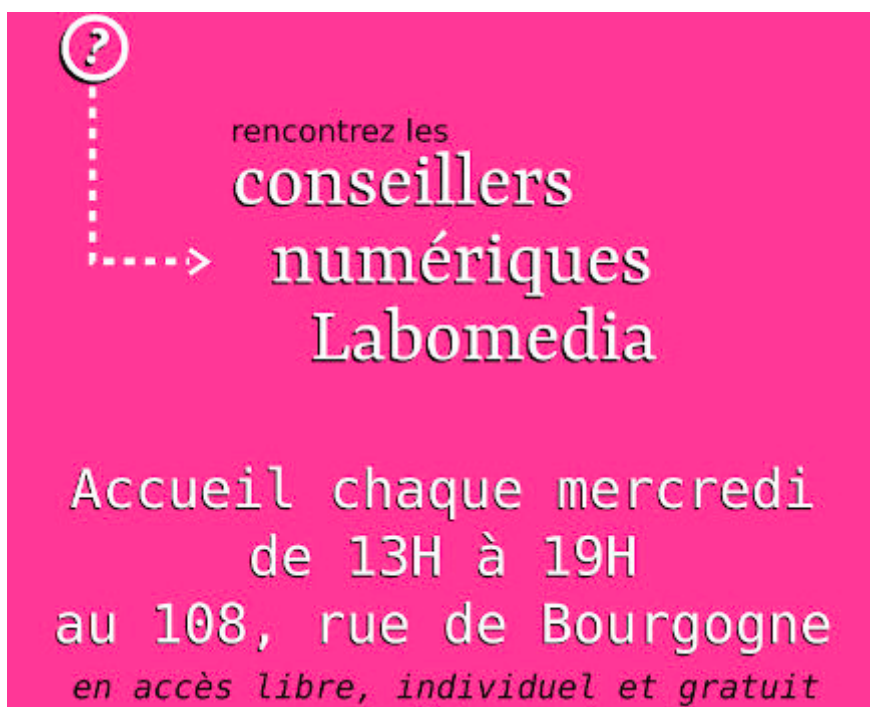 ?
rencontrez les
conseillers
numériques
Labomedia
Accueil chaque mercredi
de 13H à 19H
au 108, rue de Bourgogne
en accès libre, individuel et gratuit